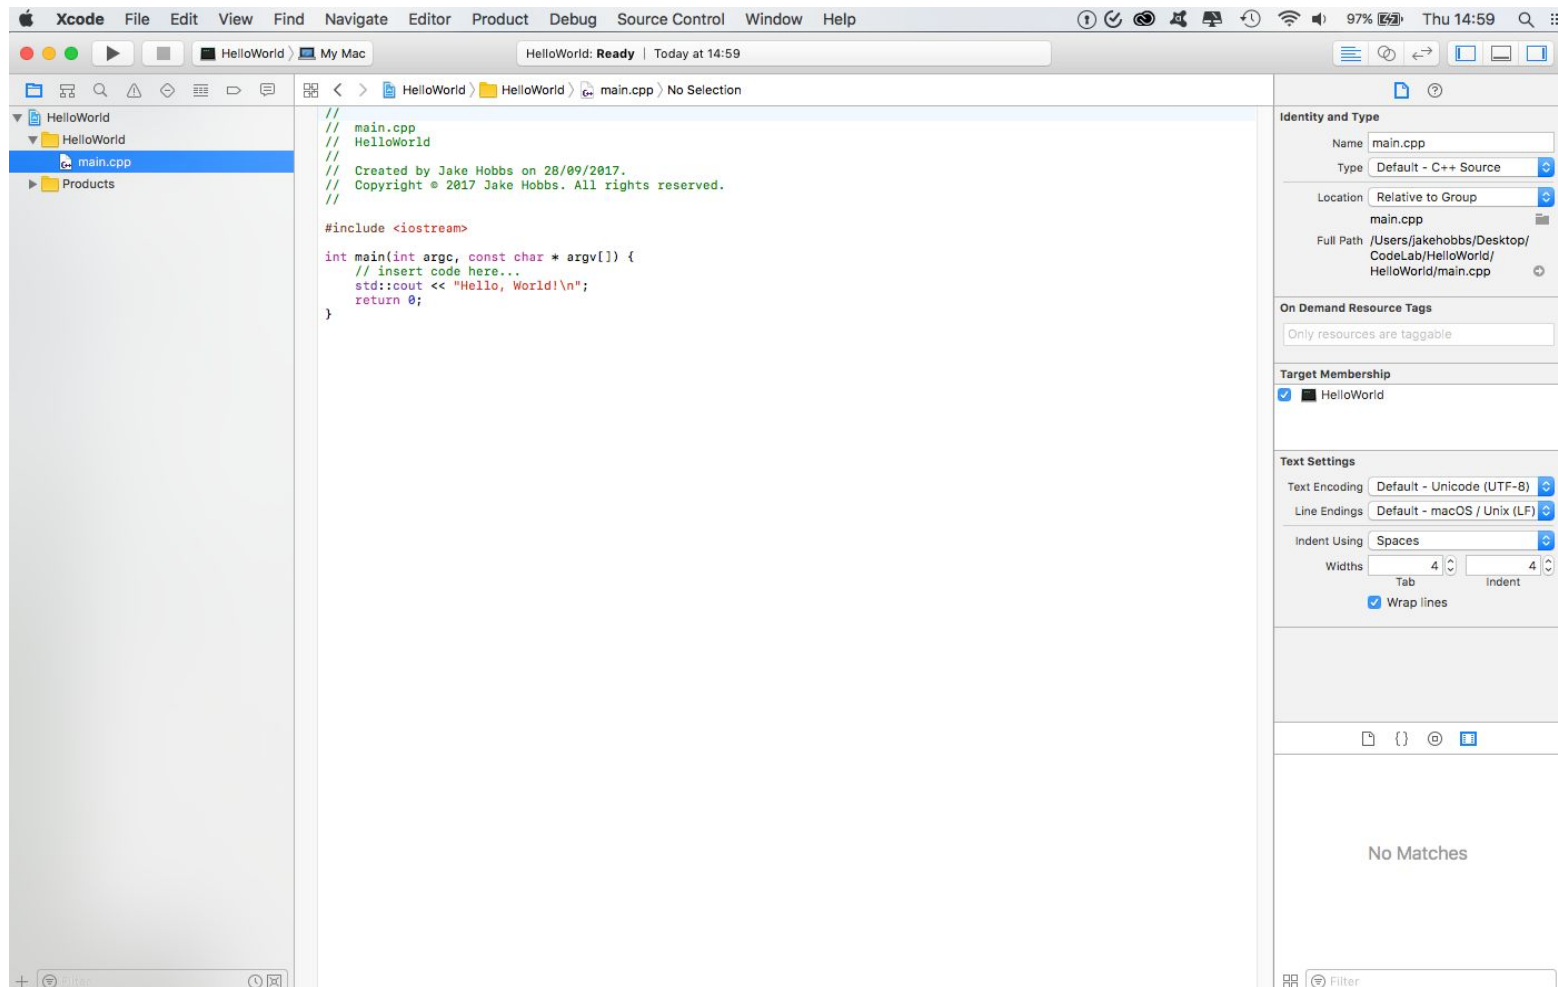 Xcode File Edit View Find Navigate Editor Product Debug Source Control Window Help 97% Thu 14:59
HelloWorld My Mac HelloWorld: Ready | Today at 14:59
HelloWorld HelloWorld main.cpp No Selection
HelloWorld
HelloWorld
main.cpp
Products
//
// main.cpp
// HelloWorld
//
// Created by Jake Hobbs on 28/09/2017.
// Copyright © 2017 Jake Hobbs. All rights reserved.
//
#include <iostream>
int main(int argc, const char * argv[]) {
// insert code here...
std::cout << "Hello, World!\n";
return 0;
}
Identity and Type
Name main.cpp
Type Default - C++ Source
Location Relative to Group
main.cpp
Full Path /Users/jakehobbs/Desktop/
CodeLab/HelloWorld/
HelloWorld/main.cpp
On Demand Resource Tags
Only resources are taggable
Target Membership
HelloWorld
Text Settings
Text Encoding Default - Unicode (UTF-8)
Line Endings Default - macOS / Unix (LF)
Indent Using Spaces
Widths 4 4
Tab Indent
Wrap lines
{}
No Matches
Filter
Filter